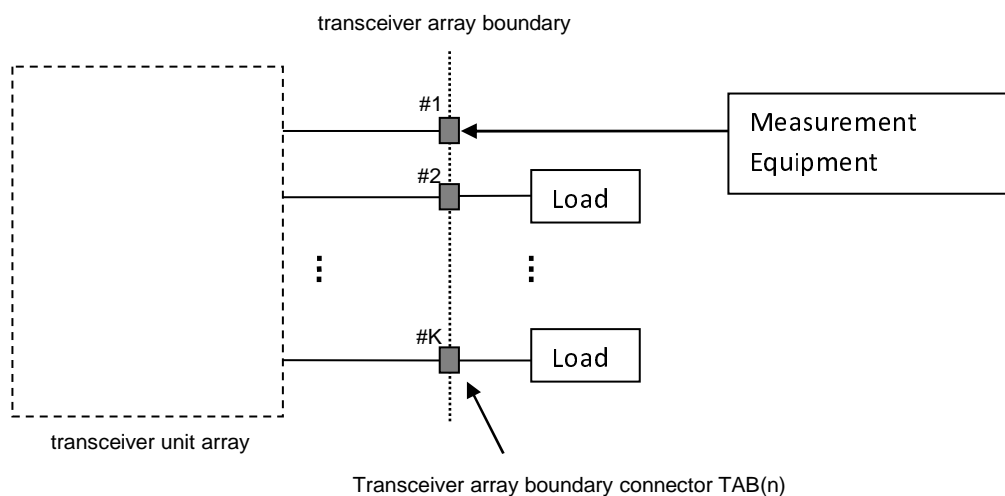 transceiver array boundary
#1
Measurement
Equipment
#2
Load
#K
Load
transceiver unit array
Transceiver array boundary connector TAB(n)